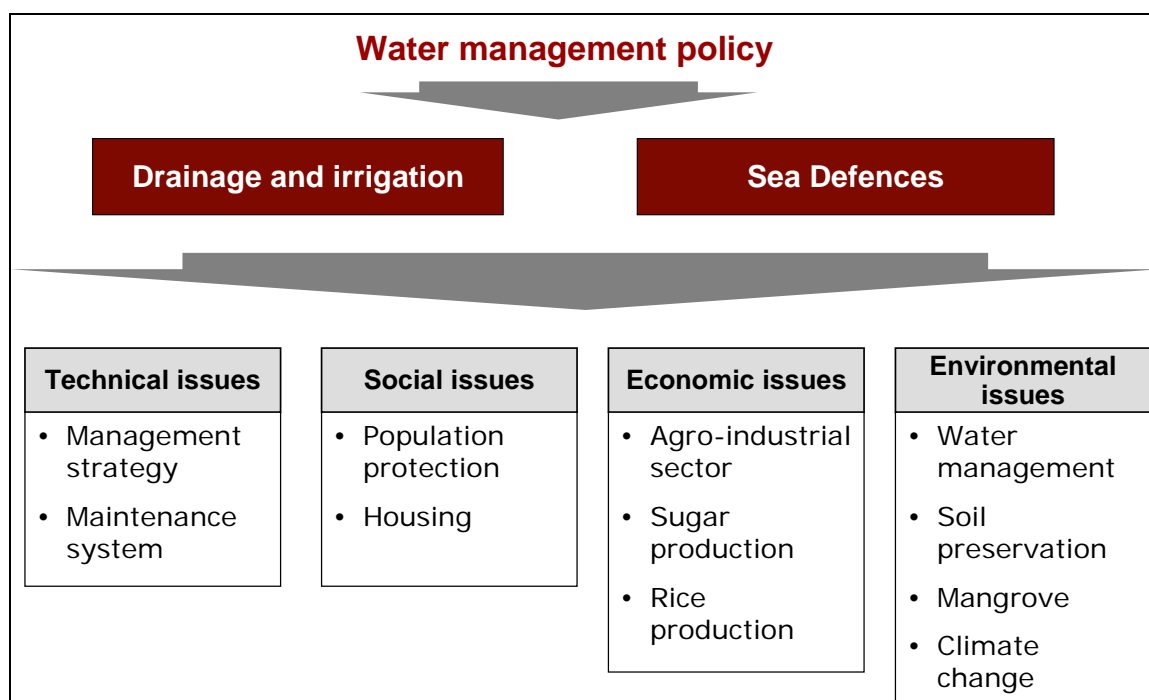 Water management policy
Drainage and irrigation
Sea Defences
Technical issues
• Management
strategy
• Maintenance
system
Social issues
• Population
protection
• Housing
Economic issues
• Agro-industrial
sector
• Sugar
production
• Rice
production
Environmental
issues
• Water
management
• Soil
preservation
• Mangrove
• Climate
change